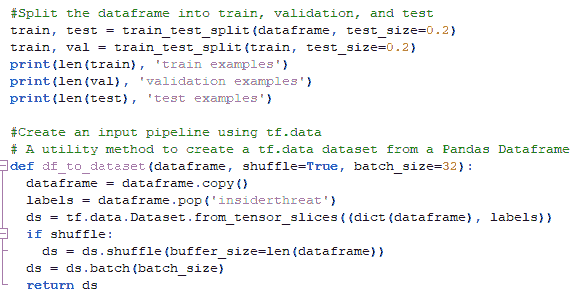 #Split the dataframe into train, validation, and test
train, test = train_test_split(dataframe, test_size=0.2)
train, val = train_test_split(train, test_size=0.2)
print(len(train), 'train examples')
print(len(val), 'validation examples')
print(len(test), 'test examples')

#Create an input pipeline using tf.data
# A utility method to create a tf.data dataset from a Pandas Dataframe
def df_to_dataset(dataframe, shuffle=True, batch_size=32):
  dataframe = dataframe.copy()
  labels = dataframe.pop('insiderthreat')
  ds = tf.data.Dataset.from_tensor_slices((dict(dataframe), labels))
  if shuffle:
    ds = ds.shuffle(buffer_size=len(dataframe))
  ds = ds.batch(batch_size)
  return ds